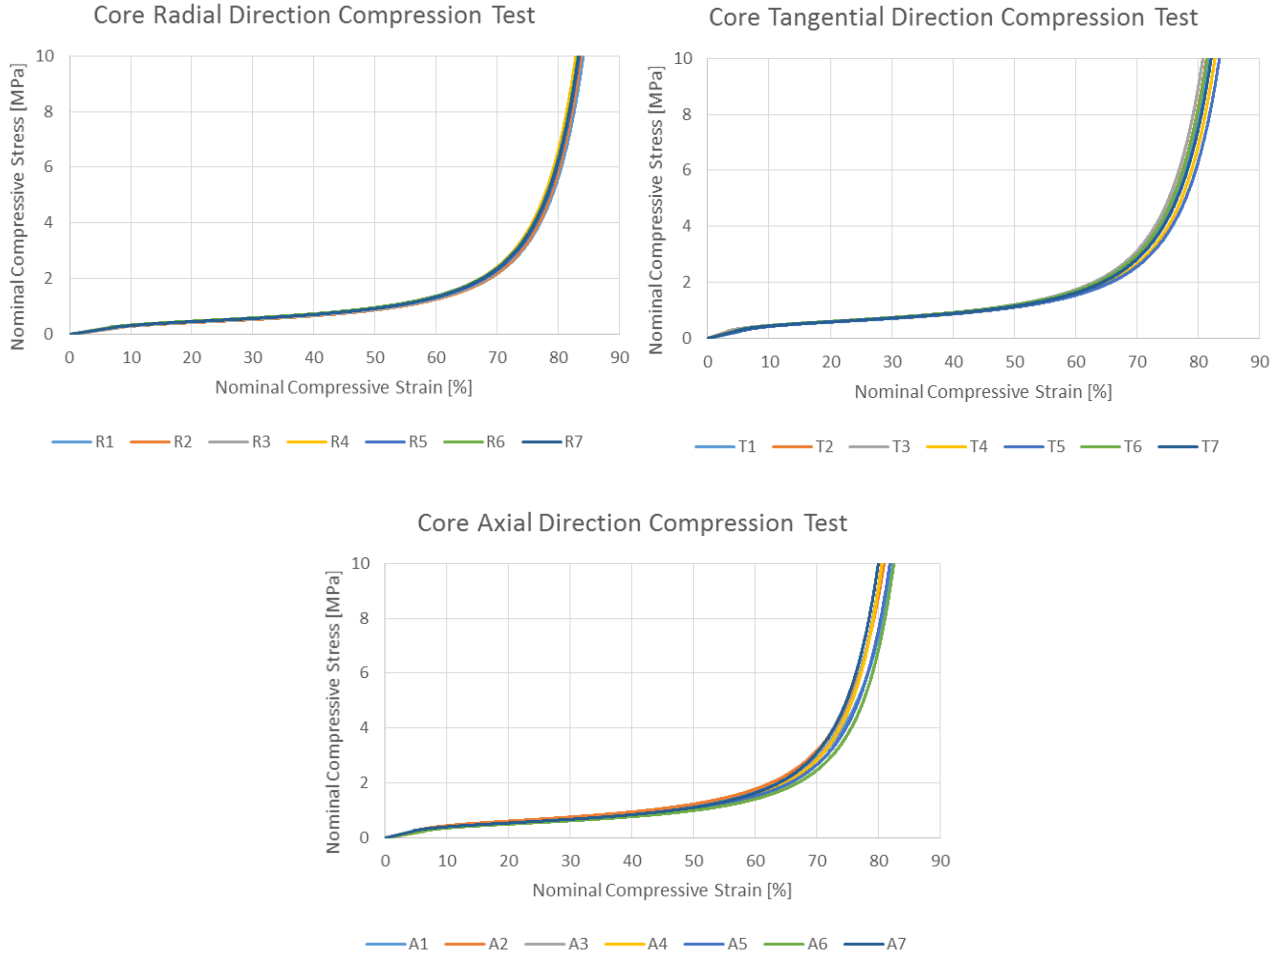 Core Radial Direction Compression Test
Nominal Compressive Stress [MPa]
10
8
6
4
2
0
0 10 20 30 40 50 60 70 80 90
Nominal Compressive Strain [%]
R1 R2 R3 R4 R5 R6 R7
Core Tangential Direction Compression Test
Nominal Compressive Stress [MPa]
10
8
6
4
2
0
0 10 20 30 40 50 60 70 80 90
Nominal Compressive Strain [%]
T1 T2 T3 T4 T5 T6 T7
Core Axial Direction Compression Test
Nominal Compressive Stress [MPa]
10
8
6
4
2
0
0 10 20 30 40 50 60 70 80 90
Nominal Compressive Strain [%]
A1 A2 A3 A4 A5 A6 A7